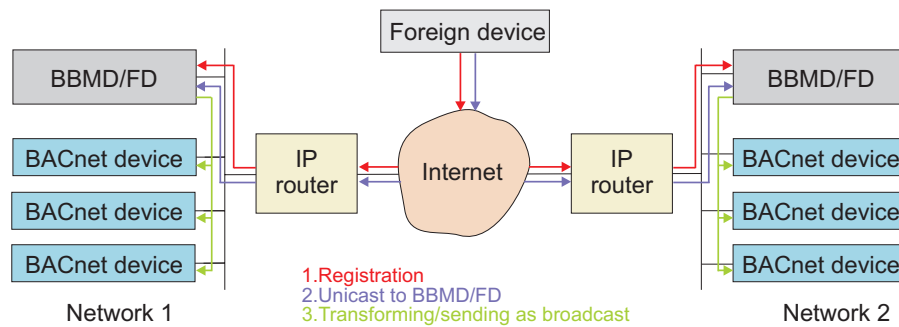 Foreign device
BBMD/FD
BBMD/FD
BACnet device
IP
router
Internet
IP
router
BACnet device
BACnet device
BACnet device
BACnet device
BACnet device
1.Registration
2.Unicast to BBMD/FD
3.Transforming/sending as broadcast
Network 1
Network 2